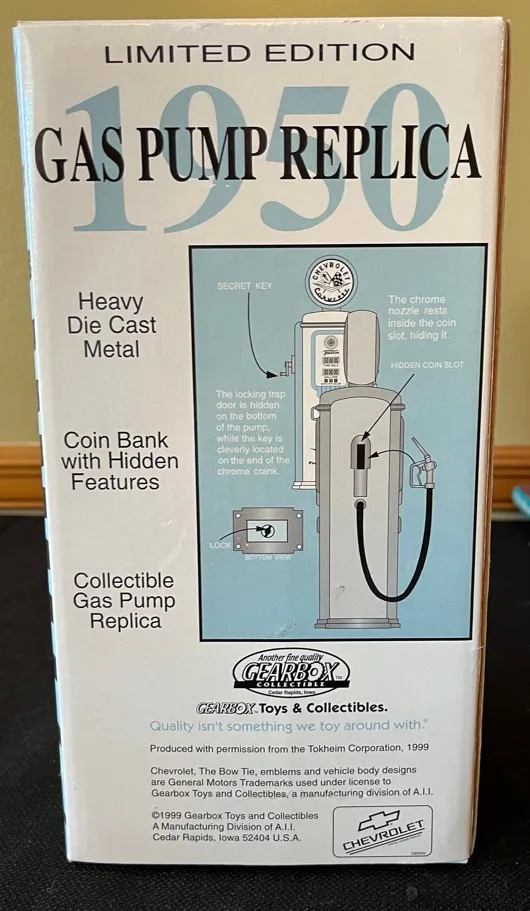 LIMITED EDITION
1950
GAS PUMP REPLICA
Heavy
Die Cast
Metal
Coin Bank
with Hidden
Features
Collectible
Gas Pump
Replica
SECRET KEY
CHEVROLET
The chrome
nozzle rests
inside the coin
slot, hiding it.
HIDDEN COIN SLOT
The locking trap
door is hidden
on the bottom
of the pump,
while the key is
cleverly located
on the end of the
chrome crank.
LOCK
BOTTOM VIEW
Another fine quality
GEARBOX™
COLLECTIBLE
Cedar Rapids, Iowa
GEARBOX™ Toys & Collectibles.
Quality isn't something we toy around with.®
Produced with permission from the Tokheim Corporation, 1999
Chevrolet, The Bow Tie, emblems and vehicle body designs
are General Motors Trademarks used under license to
Gearbox Toys and Collectibles, a manufacturing division of A.I.I.
©1999 Gearbox Toys and Collectibles
A Manufacturing Division of A.I.I.
Cedar Rapids, Iowa 52404 U.S.A.
CHEVROLET